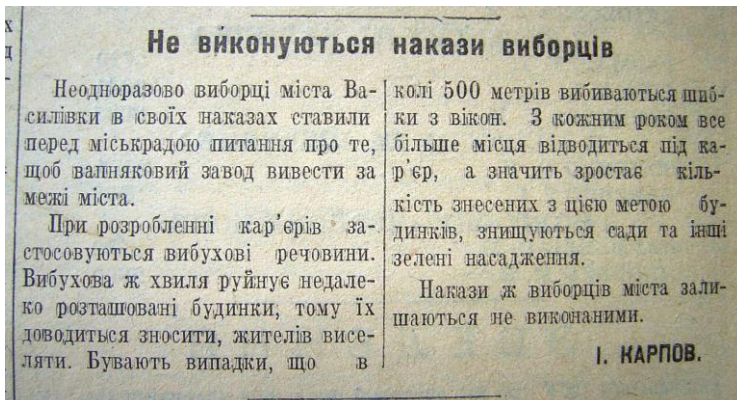 Не виконуються накази виборців
Неодноразово виборці міста Ва-
силівки в своїх наказах ставили
перед міськрадою питання про те,
щоб вапняковий завод вивести за
межі міста.
При розробленні кар'єрів за-
стосовуються вибухові речовини.
Вибухова ж хвиля руйнує недале-
ко розташовані будинки, тому їх
доводиться зносити, жителів висе-
ляти. Бувають випадки, що в
колі 500 метрів вибиваються шиб-
ки з вікон. З кожним роком все
більше місця відводиться під ка-
р'єр, а значить зростає кіль-
кість знесених з цією метою бу-
динків, знищуються сади та інші
зелені насадження.
Накази ж виборців міста зали-
шаються не виконаними.
І. КАРПОВ.